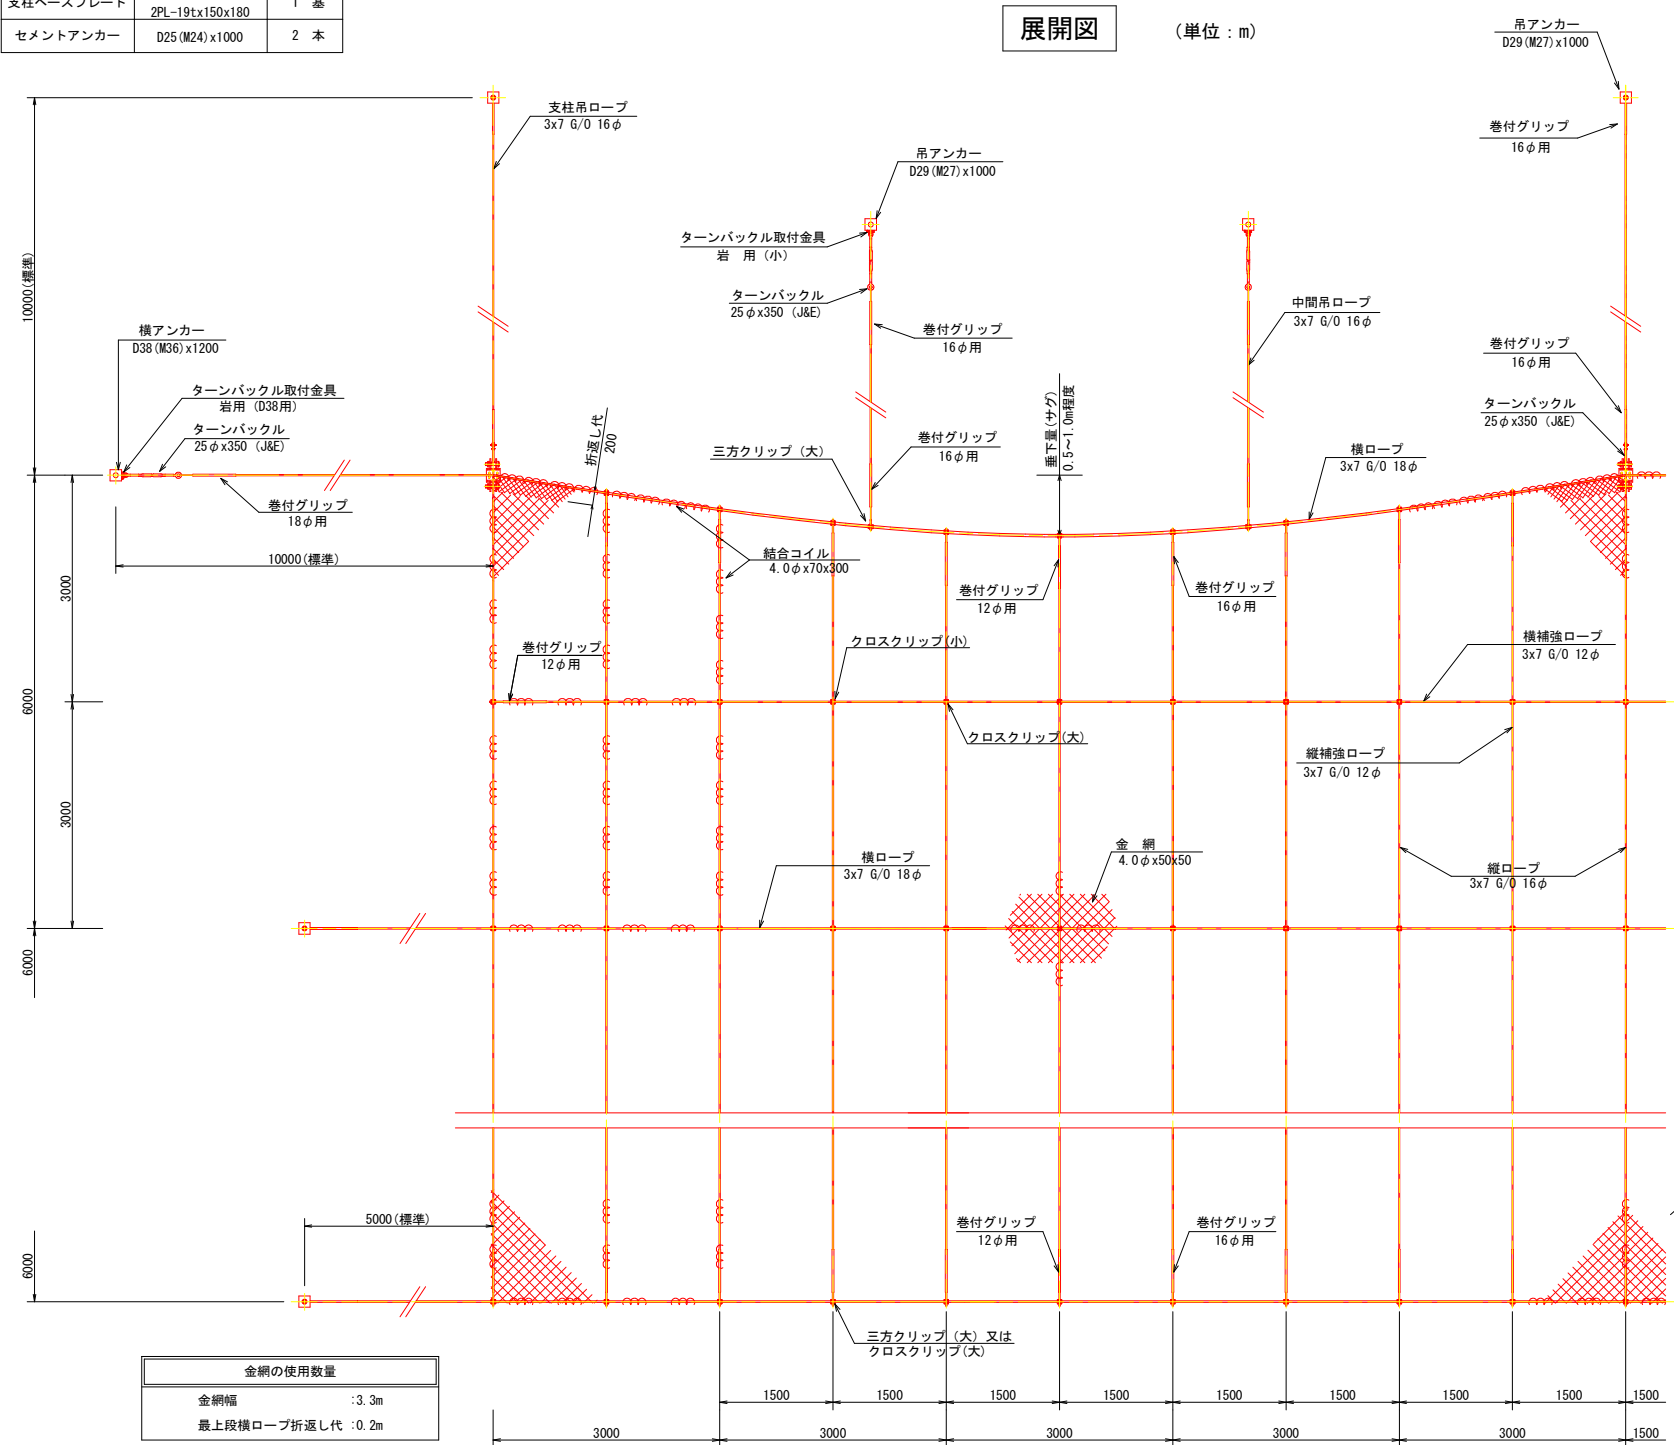 支柱ベースプレート
2PL-19tx150x180
1 基
セメントアンカー
D25(M24)x1000
2 本
展開図
(単位：m)
吊アンカー
D29(M27)x1000
支柱吊ロープ
3x7 G/O 16φ
巻付グリップ
16φ用
吊アンカー
D29(M27)x1000
ターンバックル取付金具
岩 用 (小)
10000(標準)
ターンバックル
25φx350 (J&E)
中間吊ロープ
3x7 G/O 16φ
横アンカー
D38(M36)x1200
巻付グリップ
16φ用
巻付グリップ
16φ用
ターンバックル取付金具
岩用 (D38用)
垂下量(サグ)
0.5～1.0m程度
ターンバックル
25φx350 (J&E)
折返し代
200
ターンバックル
25φx350 (J&E)
三方クリップ (大)
巻付グリップ
16φ用
横ロープ
3x7 G/O 18φ
巻付グリップ
18φ用
10000(標準)
結合コイル
4.0φx70x300
3000
巻付グリップ
12φ用
巻付グリップ
16φ用
巻付グリップ
12φ用
クロスクリップ(小)
横補強ロープ
3x7 G/O 12φ
6000
クロスクリップ(大)
縦補強ロープ
3x7 G/O 12φ
3000
横ロープ
3x7 G/O 18φ
金 網
4.0φx50x50
縦ロープ
3x7 G/O 16φ
6000
5000(標準)
巻付グリップ
12φ用
巻付グリップ
16φ用
6000
三方クリップ (大) 又は
クロスクリップ(大)
金網の使用数量
金網幅 :3.3m
最上段横ロープ折返し代 :0.2m
1500 1500 1500 1500 1500 1500 1500 1500 1500
3000 3000 3000 3000 3000 1500